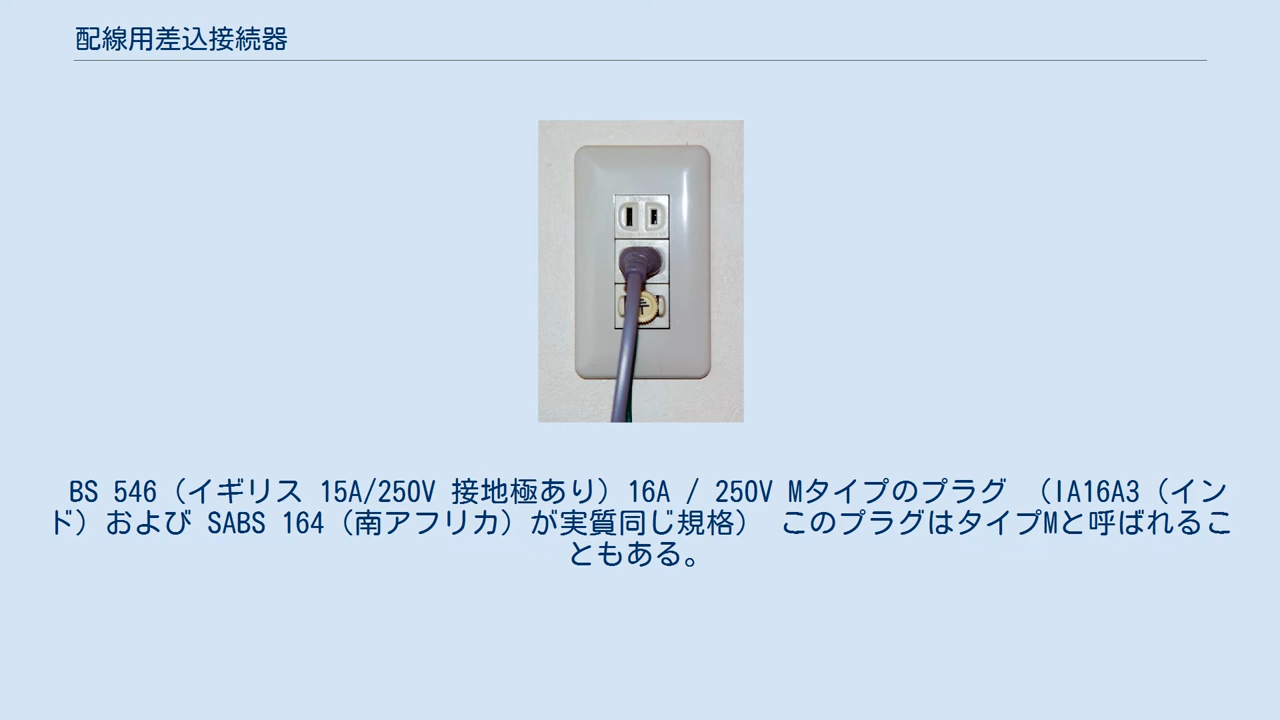 配線用差込接続器
BS 546（イギリス 15A/250V 接地極あり）16A / 250V Mタイプのプラグ （IA16A3（イン
ド）および SABS 164（南アフリカ）が実質同じ規格） このプラグはタイプMと呼ばれるこ
ともある。